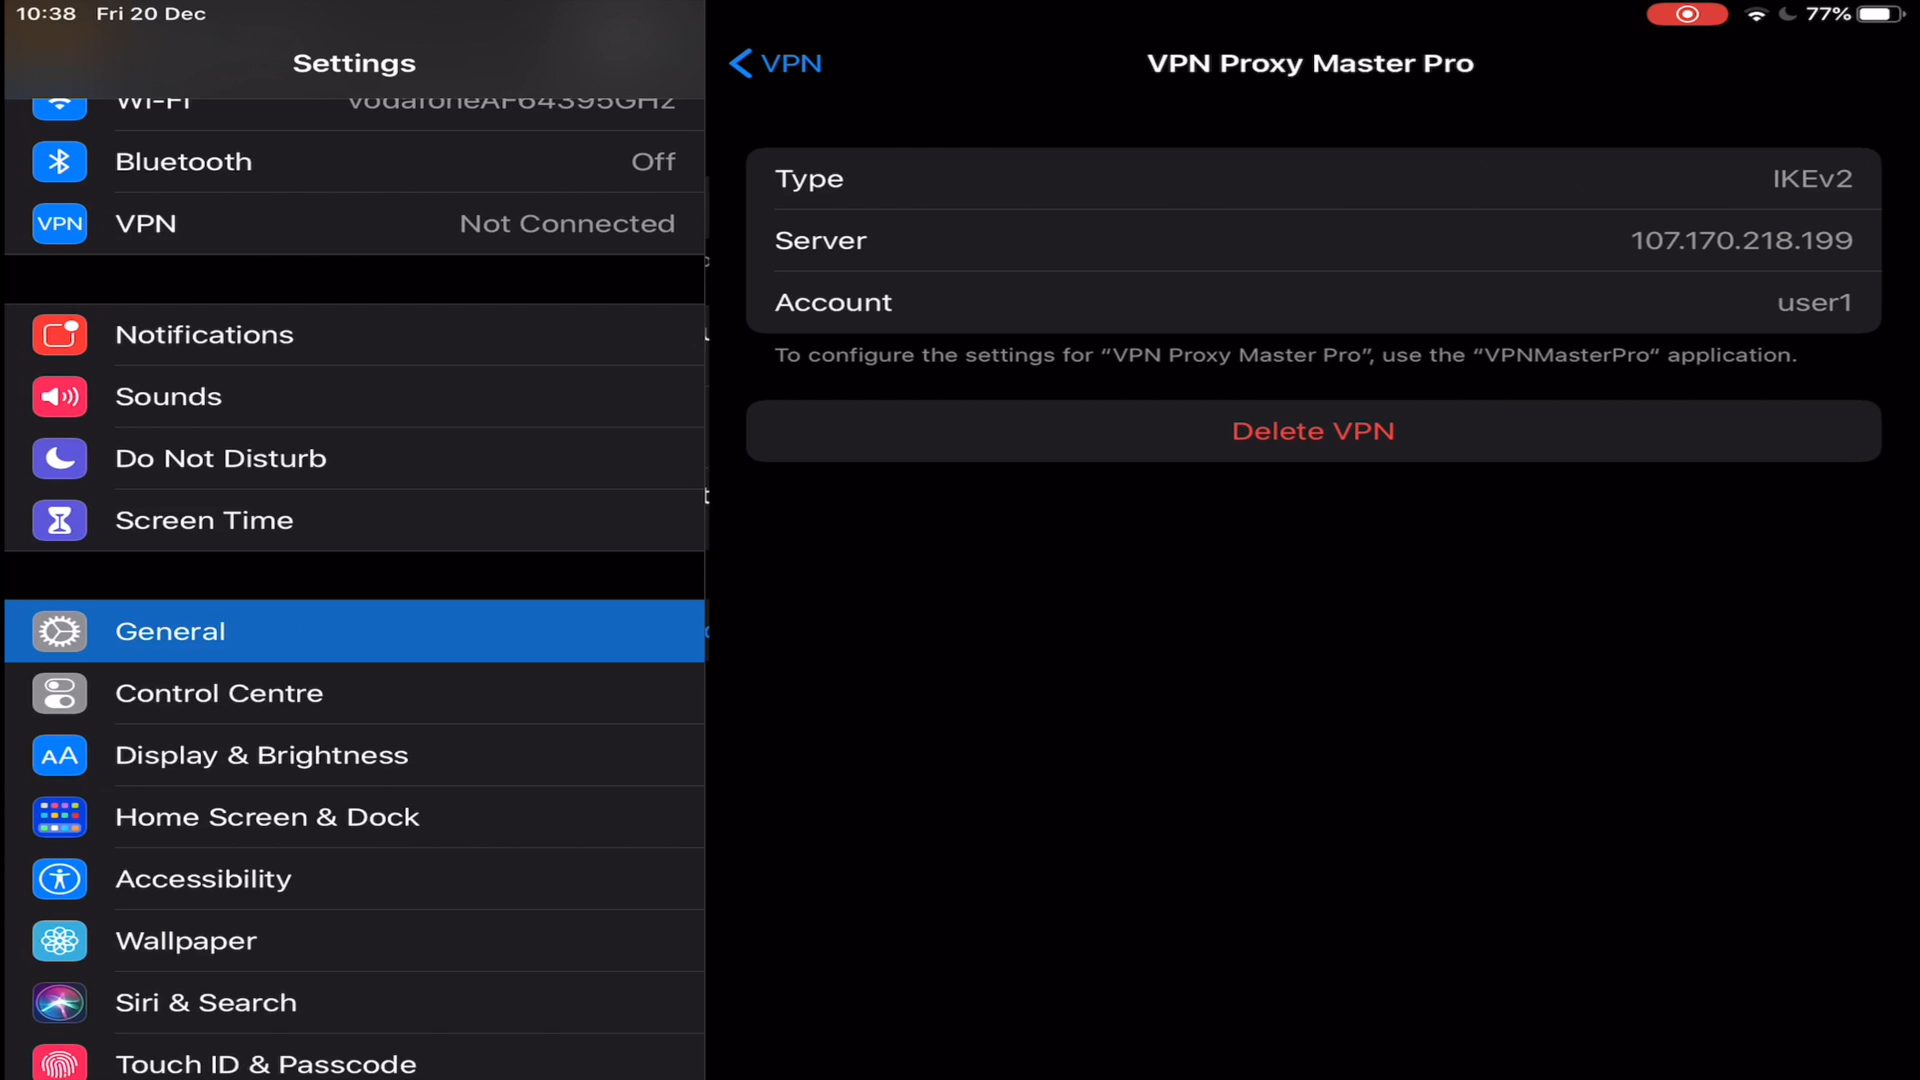 10:38 Fri 20 Dec
77%
Settings
Wi-Fi vodafoneAF64395GHz
Bluetooth Off
VPN VPN Not Connected
Notifications
Sounds
Do Not Disturb
Screen Time
General
Control Centre
AA Display & Brightness
Home Screen & Dock
Accessibility
Wallpaper
Siri & Search
Touch ID & Passcode
VPN
VPN Proxy Master Pro
Type IKEv2
Server 107.170.218.199
Account user1
To configure the settings for “VPN Proxy Master Pro”, use the “VPNMasterPro“ application.
Delete VPN